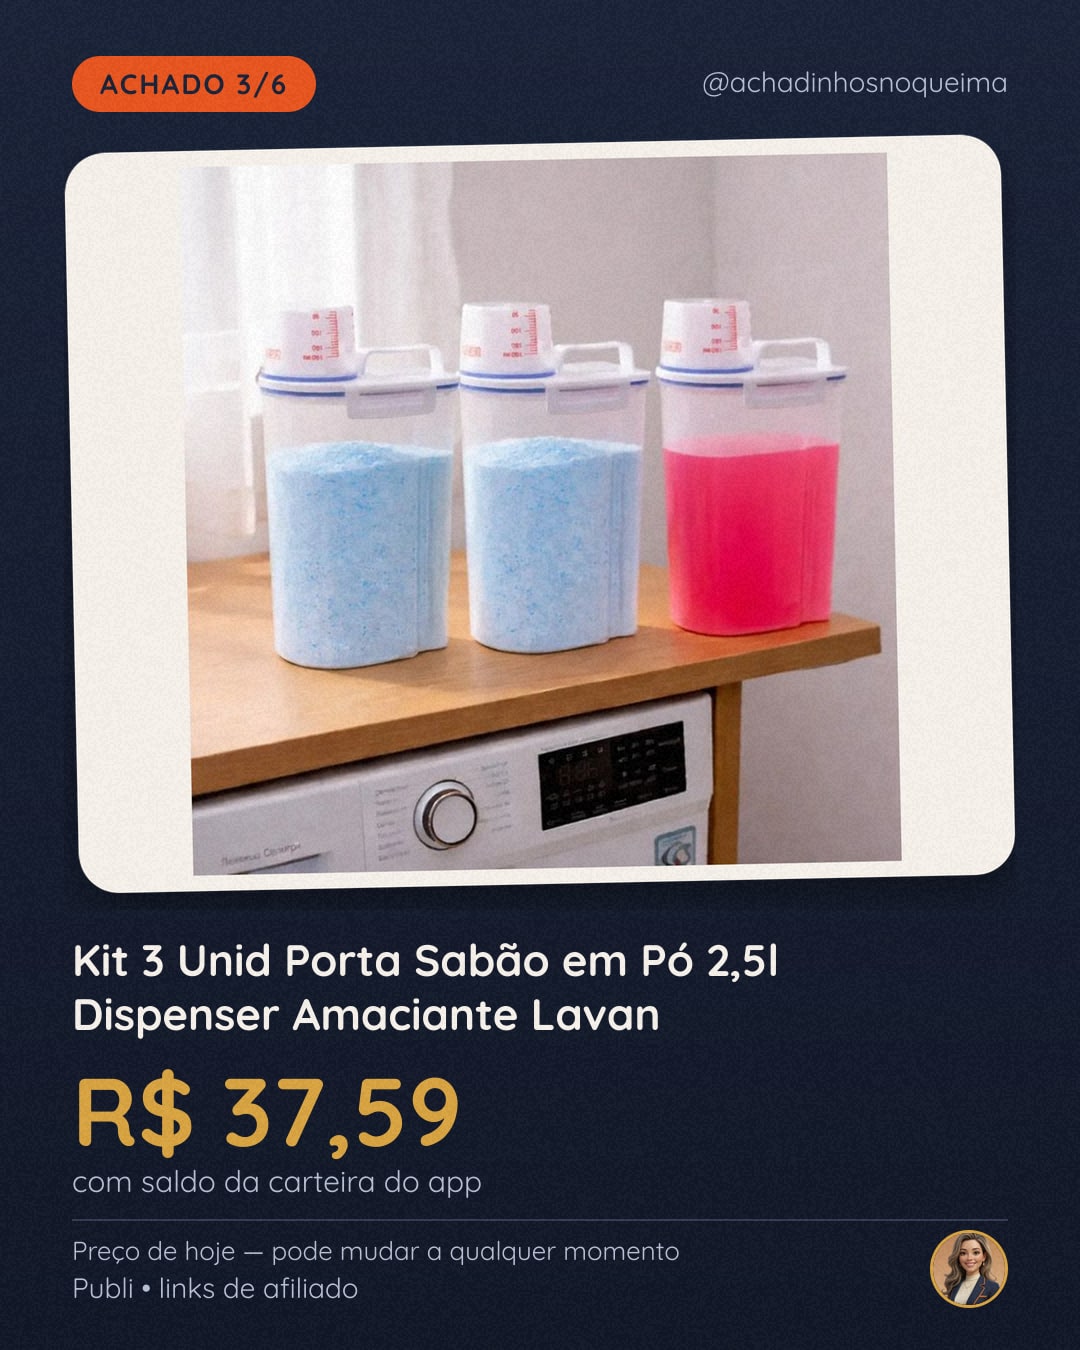 ACHADO 3/6
@achadinhosnoqueima
Kit 3 Unid Porta Sabão em Pó 2,5l
Dispenser Amaciante Lavan
R$ 37,59
com saldo da carteira do app
Preço de hoje — pode mudar a qualquer momento
Publi • links de afiliado